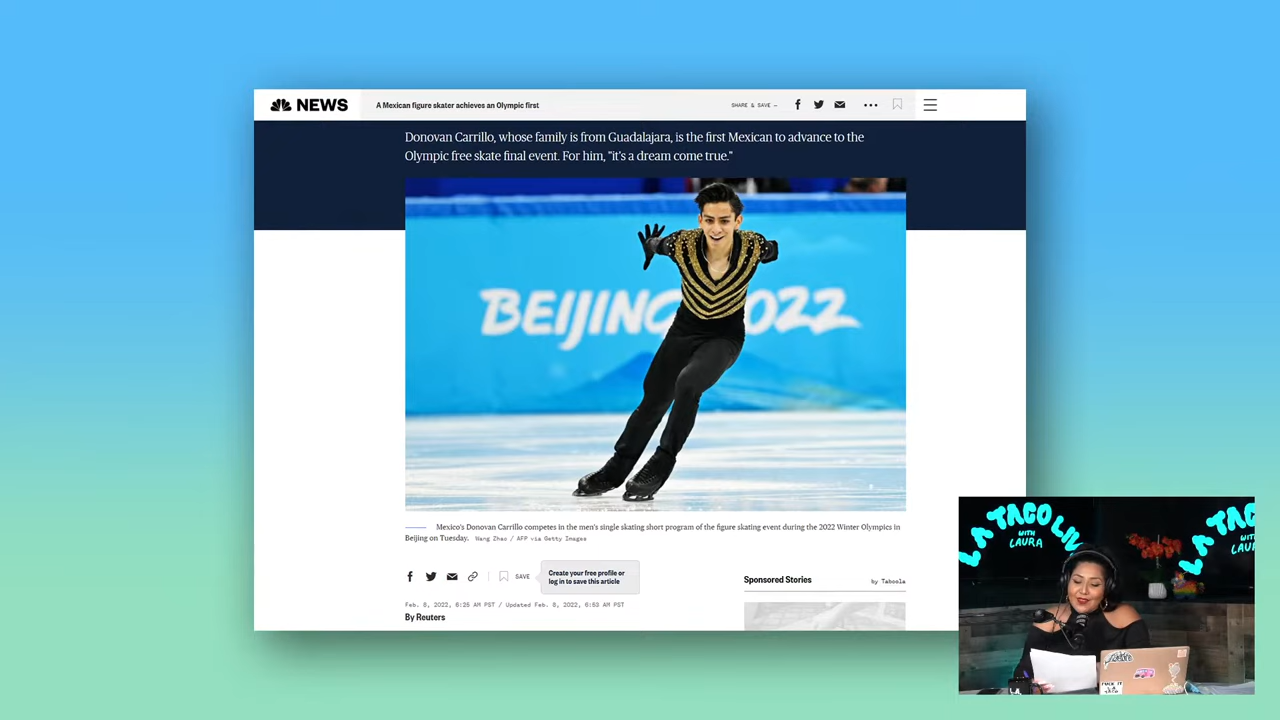 NEWS
A Mexican figure skater achieves an Olympic first
SHARE & SAVE —
Donovan Carrillo, whose family is from Guadalajara, is the first Mexican to advance to the
Olympic free skate final event. For him, "it's a dream come true."
BEIJING 2022
Mexico's Donovan Carrillo competes in the men's single skating short program of the figure skating event during the 2022 Winter Olympics in
Beijing on Tuesday. Wang Zhao / AFP via Getty Images
SAVE
Create your free profile or
log in to save this article
Sponsored Stories
by Taboola
Feb. 8, 2022, 6:25 AM PST / Updated Feb. 8, 2022, 6:53 AM PST
By Reuters
LA TACO LIV
WITH
LAURA
LA TA
WITH
LAU